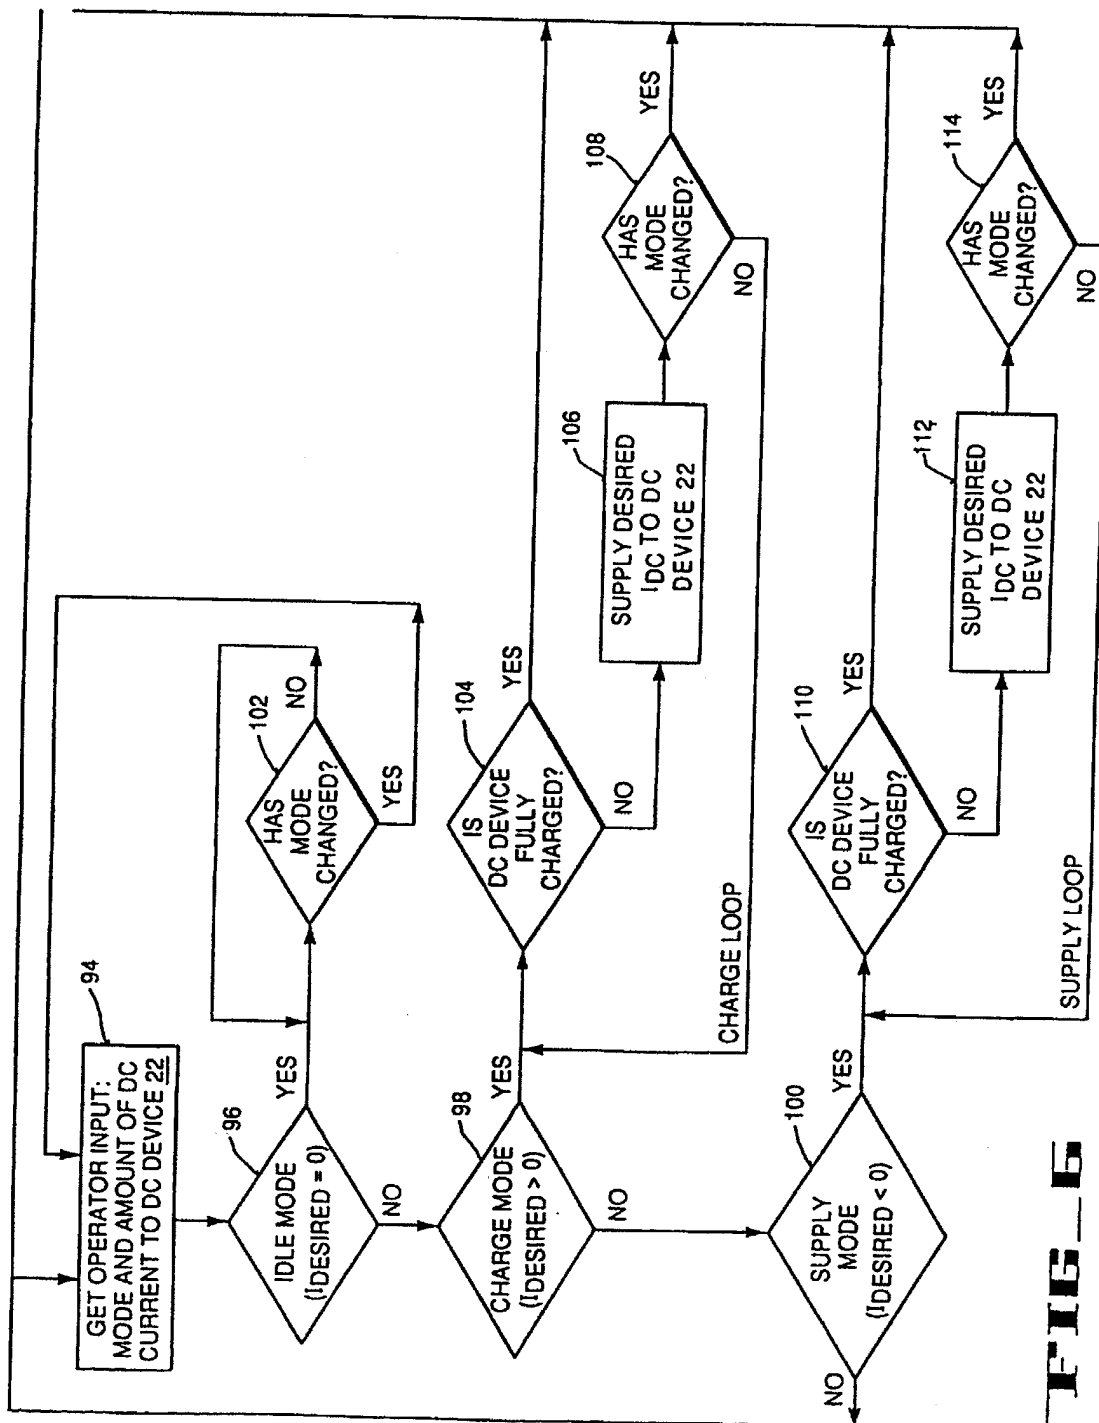 94
GET OPERATOR INPUT:
MODE AND AMOUNT OF DC
CURRENT TO DC DEVICE 22
96
IDLE MODE
(IDESIRED = 0)
YES
NO
102
HAS
MODE
CHANGED?
NO
YES
98
CHARGE MODE
(IDESIRED > 0)
YES
NO
104
IS
DC DEVICE
FULLY
CHARGED?
YES
NO
106
SUPPLY DESIRED
IDC TO DC
DEVICE 22
108
HAS
MODE
CHANGED?
YES
NO
CHARGE LOOP
100
SUPPLY
MODE
(IDESIRED < 0)
YES
NO
110
IS
DC DEVICE
FULLY
CHARGED?
YES
NO
112
SUPPLY DESIRED
IDC TO DC
DEVICE 22
114
HAS
MODE
CHANGED?
YES
NO
SUPPLY LOOP
FIG_6